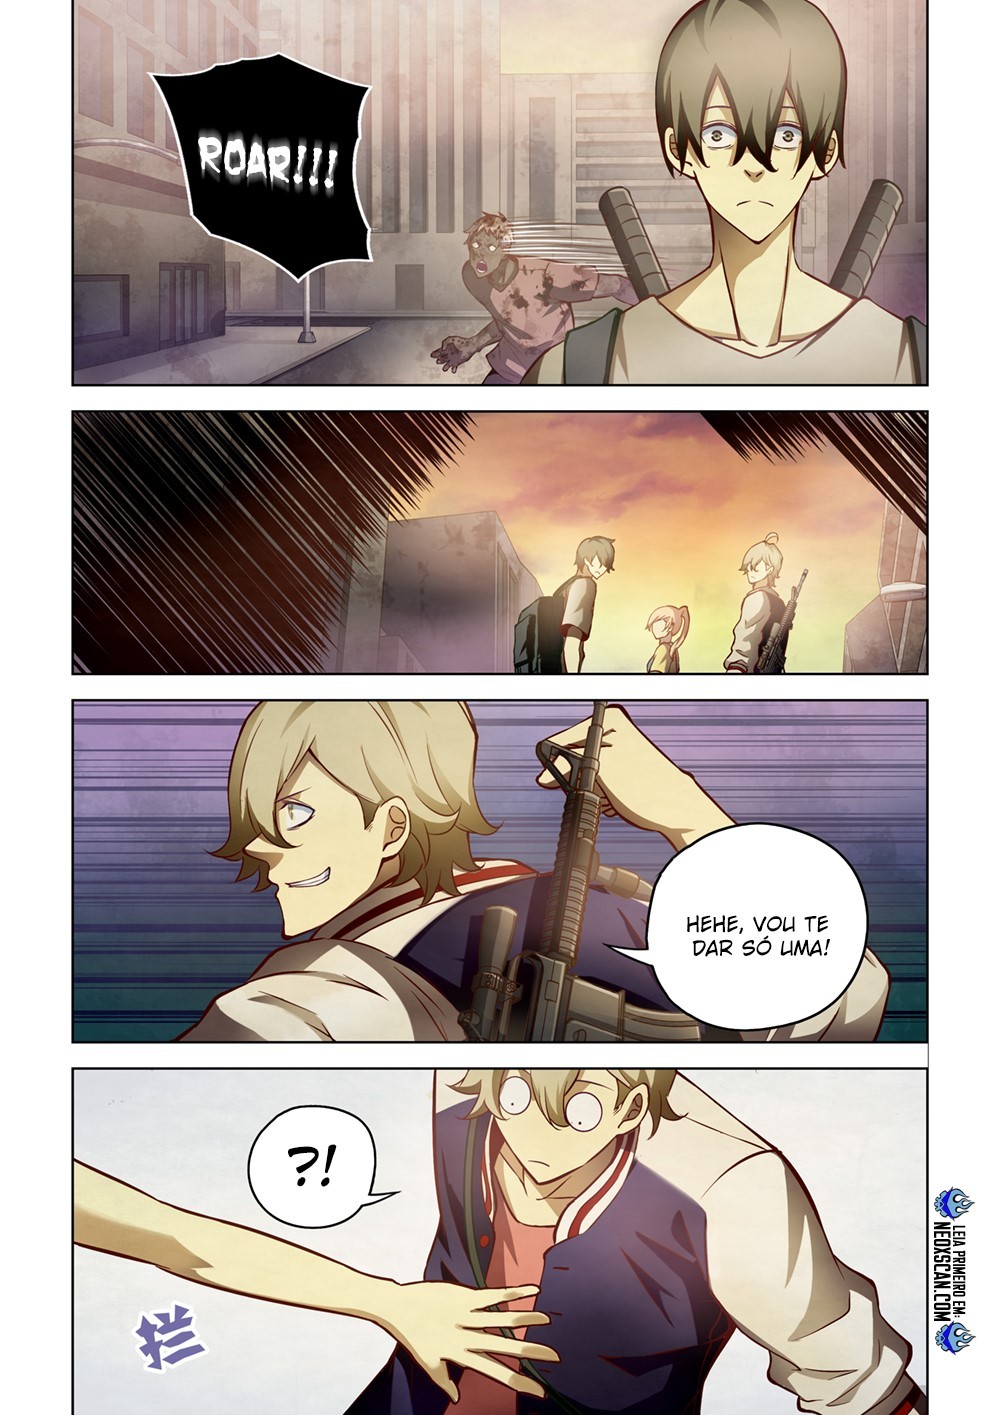 ROAR!!!
HEHE, VOU TE
DAR SÓ UMA!
?!
拦
LEIA PRIMEIRO EM:
NEOXSCAN.COM